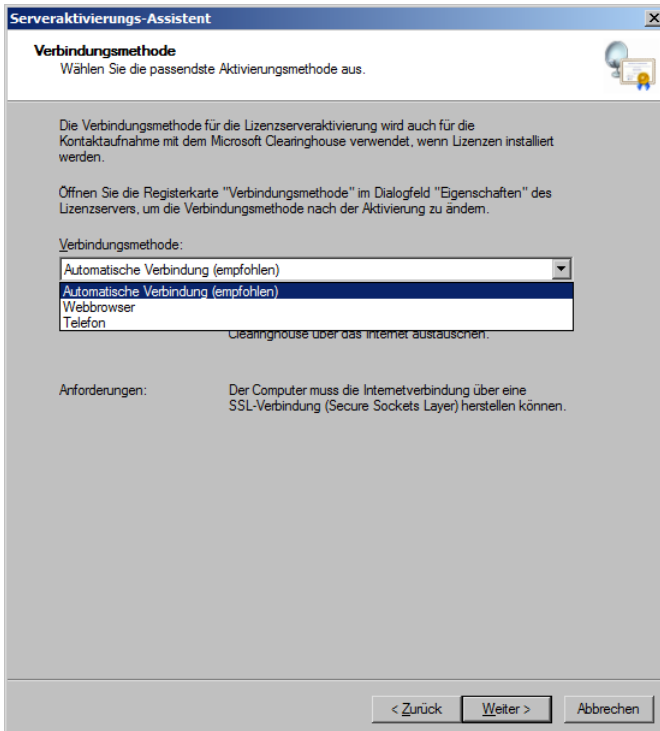 Serveraktivierungs-Assistent
Verbindungsmethode
Wählen Sie die passendste Aktivierungsmethode aus.
Die Verbindungsmethode für die Lizenzserveraktivierung wird auch für die
Kontaktaufnahme mit dem Microsoft Clearinghouse verwendet, wenn Lizenzen installiert
werden.
Öffnen Sie die Registerkarte "Verbindungsmethode" im Dialogfeld "Eigenschaften" des
Lizenzservers, um die Verbindungsmethode nach der Aktivierung zu ändern.
Verbindungsmethode:
Automatische Verbindung (empfohlen)
Automatische Verbindung (empfohlen)
Webbrowser
Telefon
Clearinghouse über das Internet austauschen.
Anforderungen: Der Computer muss die Internetverbindung über eine
SSL-Verbindung (Secure Sockets Layer) herstellen können.
< Zurück Weiter > Abbrechen